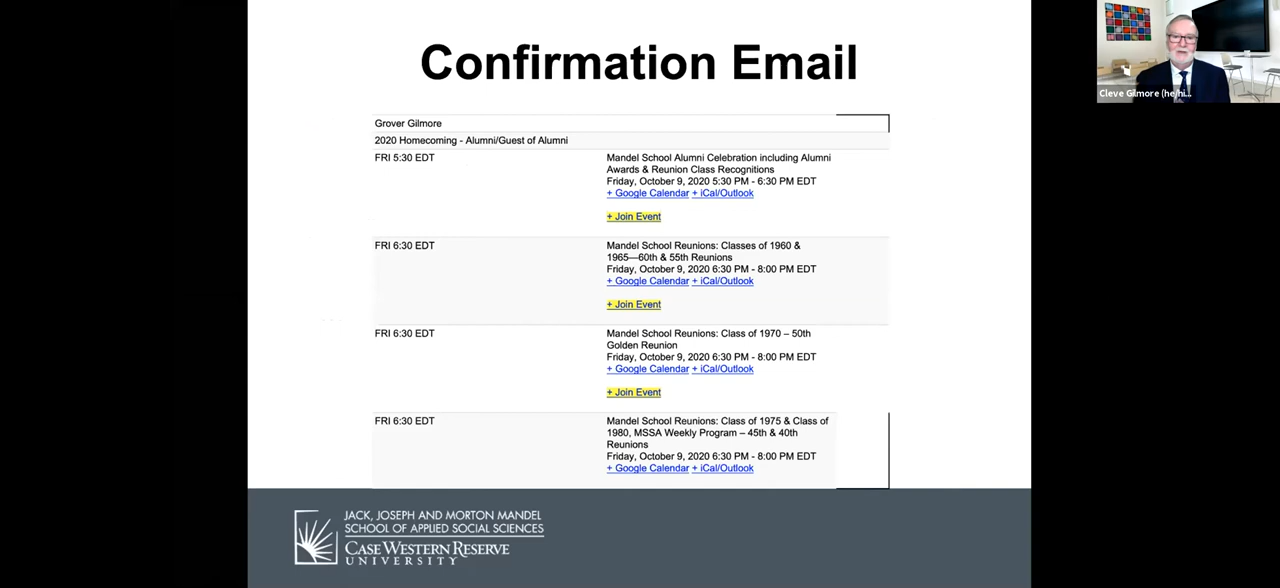 Confirmation Email
Cleve Gilmore (he/hi...
Grover Gilmore
2020 Homecoming - Alumni/Guest of Alumni
FRI 5:30 EDT
Mandel School Alumni Celebration including Alumni
Awards & Reunion Class Recognitions
Friday, October 9, 2020 5:30 PM - 6:30 PM EDT
+ Google Calendar + iCal/Outlook
+ Join Event
FRI 6:30 EDT
Mandel School Reunions: Classes of 1960 &
1965—60th & 55th Reunions
Friday, October 9, 2020 6:30 PM - 8:00 PM EDT
+ Google Calendar + iCal/Outlook
+ Join Event
FRI 6:30 EDT
Mandel School Reunions: Class of 1970 – 50th
Golden Reunion
Friday, October 9, 2020 6:30 PM - 8:00 PM EDT
+ Google Calendar + iCal/Outlook
+ Join Event
FRI 6:30 EDT
Mandel School Reunions: Class of 1975 & Class of
1980, MSSA Weekly Program – 45th & 40th
Reunions
Friday, October 9, 2020 6:30 PM - 8:00 PM EDT
+ Google Calendar + iCal/Outlook
JACK, JOSEPH AND MORTON MANDEL
SCHOOL OF APPLIED SOCIAL SCIENCES
CASE WESTERN RESERVE
UNIVERSITY